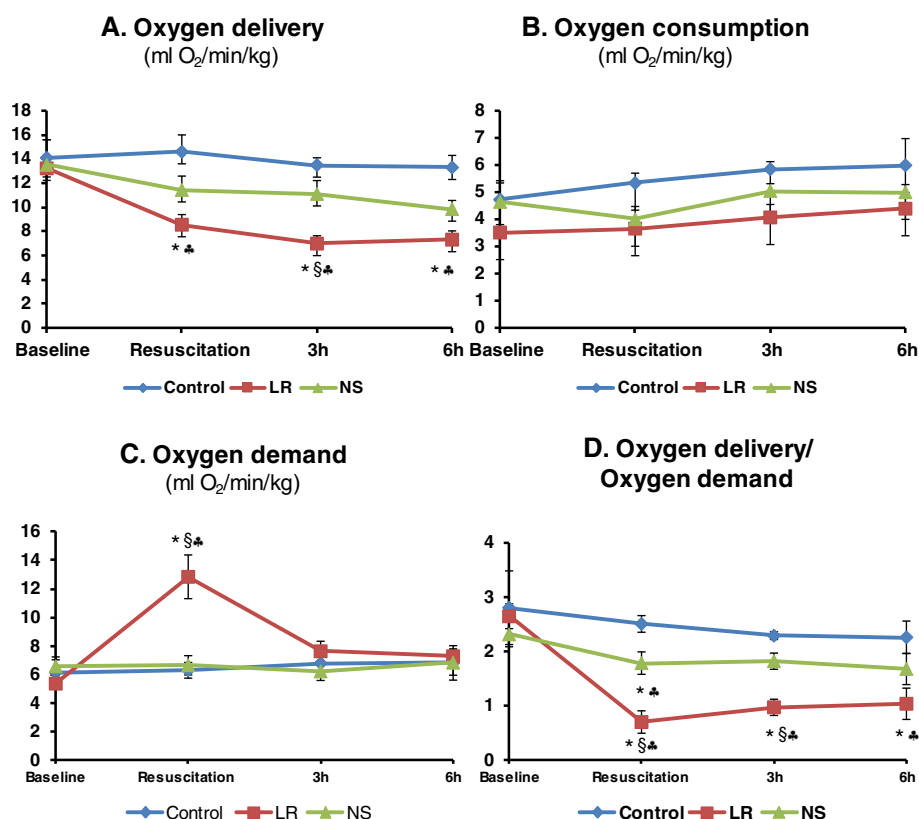 A. Oxygen delivery
(ml O₂/min/kg)
18
16
14
12
10
8
6
4
2
0
* ♣
* §♣
* ♣
Baseline Resuscitation 3h 6h
Control LR NS
B. Oxygen consumption
(ml O₂/min/kg)
8
7
6
5
4
3
2
1
0
Baseline Resuscitation 3h 6h
Control LR NS
C. Oxygen demand
(ml O₂/min/kg)
16
14
12
10
8
6
4
2
0
* §♣
Baseline Resuscitation 3h 6h
Control LR NS
D. Oxygen delivery/
Oxygen demand
4
3
2
1
0
* ♣
* §♣
* §♣
* ♣
Baseline Resuscitation 3h 6h
Control LR NS